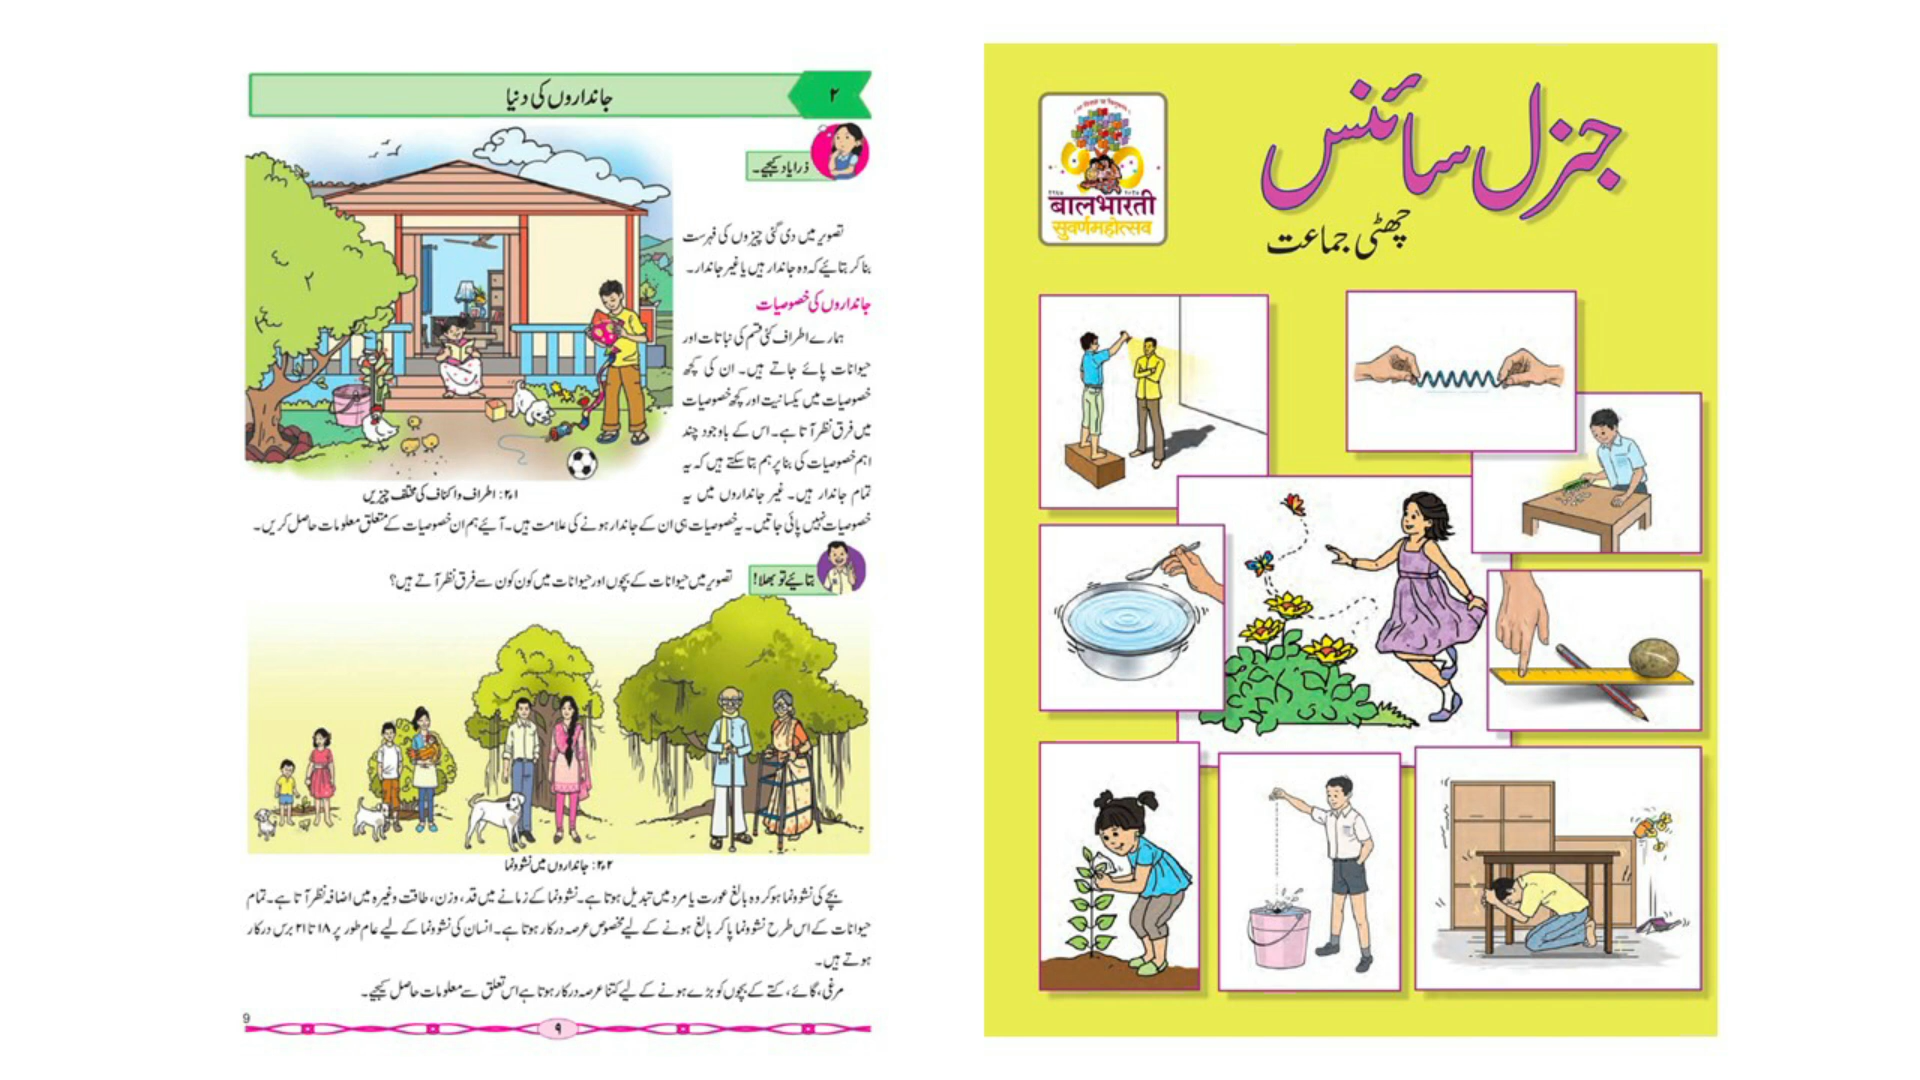 ۲
جانداروں کی دنیا
ذرا یاد کیجیے۔
تصویر میں دی گئی چیزوں کی فہرست
بنا کر بتائیے کہ وہ جاندار ہیں یا غیر جاندار۔
جانداروں کی خصوصیات
ہمارے اطراف کئی قسم کی نباتات اور
حیوانات پائے جاتے ہیں۔ ان کی کچھ
خصوصیات میں یکسانیت اور کچھ خصوصیات
میں فرق نظر آتا ہے۔ اس کے باوجود چند
اہم خصوصیات کی بنا پر ہم بتا سکتے ہیں کہ یہ
تمام جاندار ہیں۔ غیر جانداروں میں یہ
خصوصیات نہیں پائی جاتیں۔ یہ خصوصیات ہی ان کے جاندار ہونے کی علامت ہیں۔ آئیے ہم ان خصوصیات کے متعلق معلومات حاصل کریں۔
۲ء۱: اطراف و اکناف کی مختلف چیزیں
بتائیے تو بھلا!
تصویر میں حیوانات کے بچوں اور حیوانات میں کون کون سے فرق نظر آتے ہیں؟
۲ء۲: جانداروں میں نشوونما
بچے کی نشوونما ہو کر وہ بالغ عورت یا مرد میں تبدیل ہوتا ہے۔ نشوونما کے زمانے میں قد، وزن، طاقت وغیرہ میں اضافہ نظر آتا ہے۔ تمام
حیوانات کے اس طرح نشوونما پا کر بالغ ہونے کے لیے مخصوص عرصہ درکار ہوتا ہے۔ انسان کی نشوونما کے لیے عام طور پر ۱۸ تا ۲۱ برس درکار
ہوتے ہیں۔
مرغی، گائے، کتے کے بچوں کو بڑے ہونے کے لیے کتنا عرصہ درکار ہوتا ہے اس تعلق سے معلومات حاصل کیجیے۔
9
۹
جنرل سائنس
چھٹی جماعت
बालभारती
सुवर्णमहोत्सव